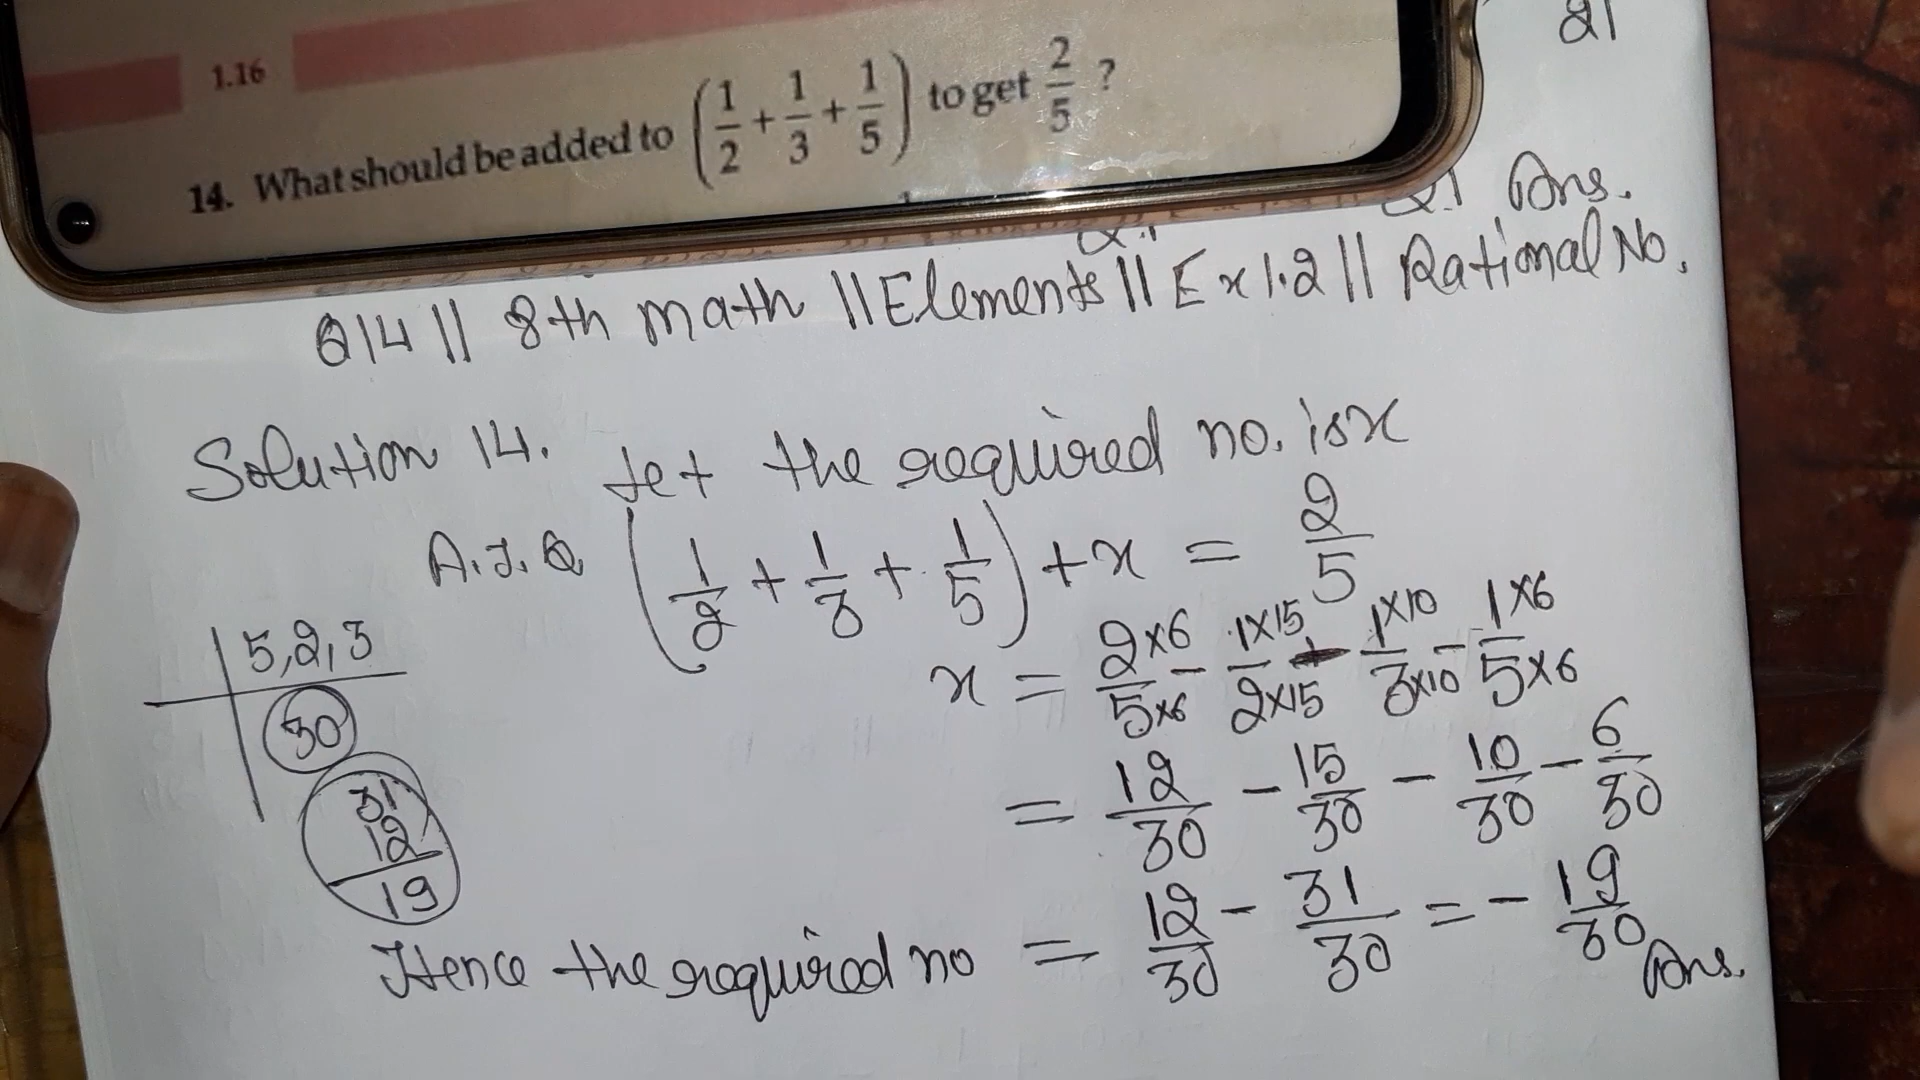 21
1.16
14. What should be added to (1/2 + 1/3 + 1/5) to get 2/5 ?
Ans.
Q14 || 8th math || Elements || Ex 1.2 || Rational No.
Solution 14. Let the required no. is x
A.T.Q (1/2 + 1/3 + 1/5) + x = 2/5
5,2,3
30
x = 2×6/5×6 - 1×15/2×15 - 1×10/3×10 - 1×6/5×6
= 12/30 - 15/30 - 10/30 - 6/30
31
12
19
Hence the required no = 12/30 - 31/30 = - 19/30 Ans.